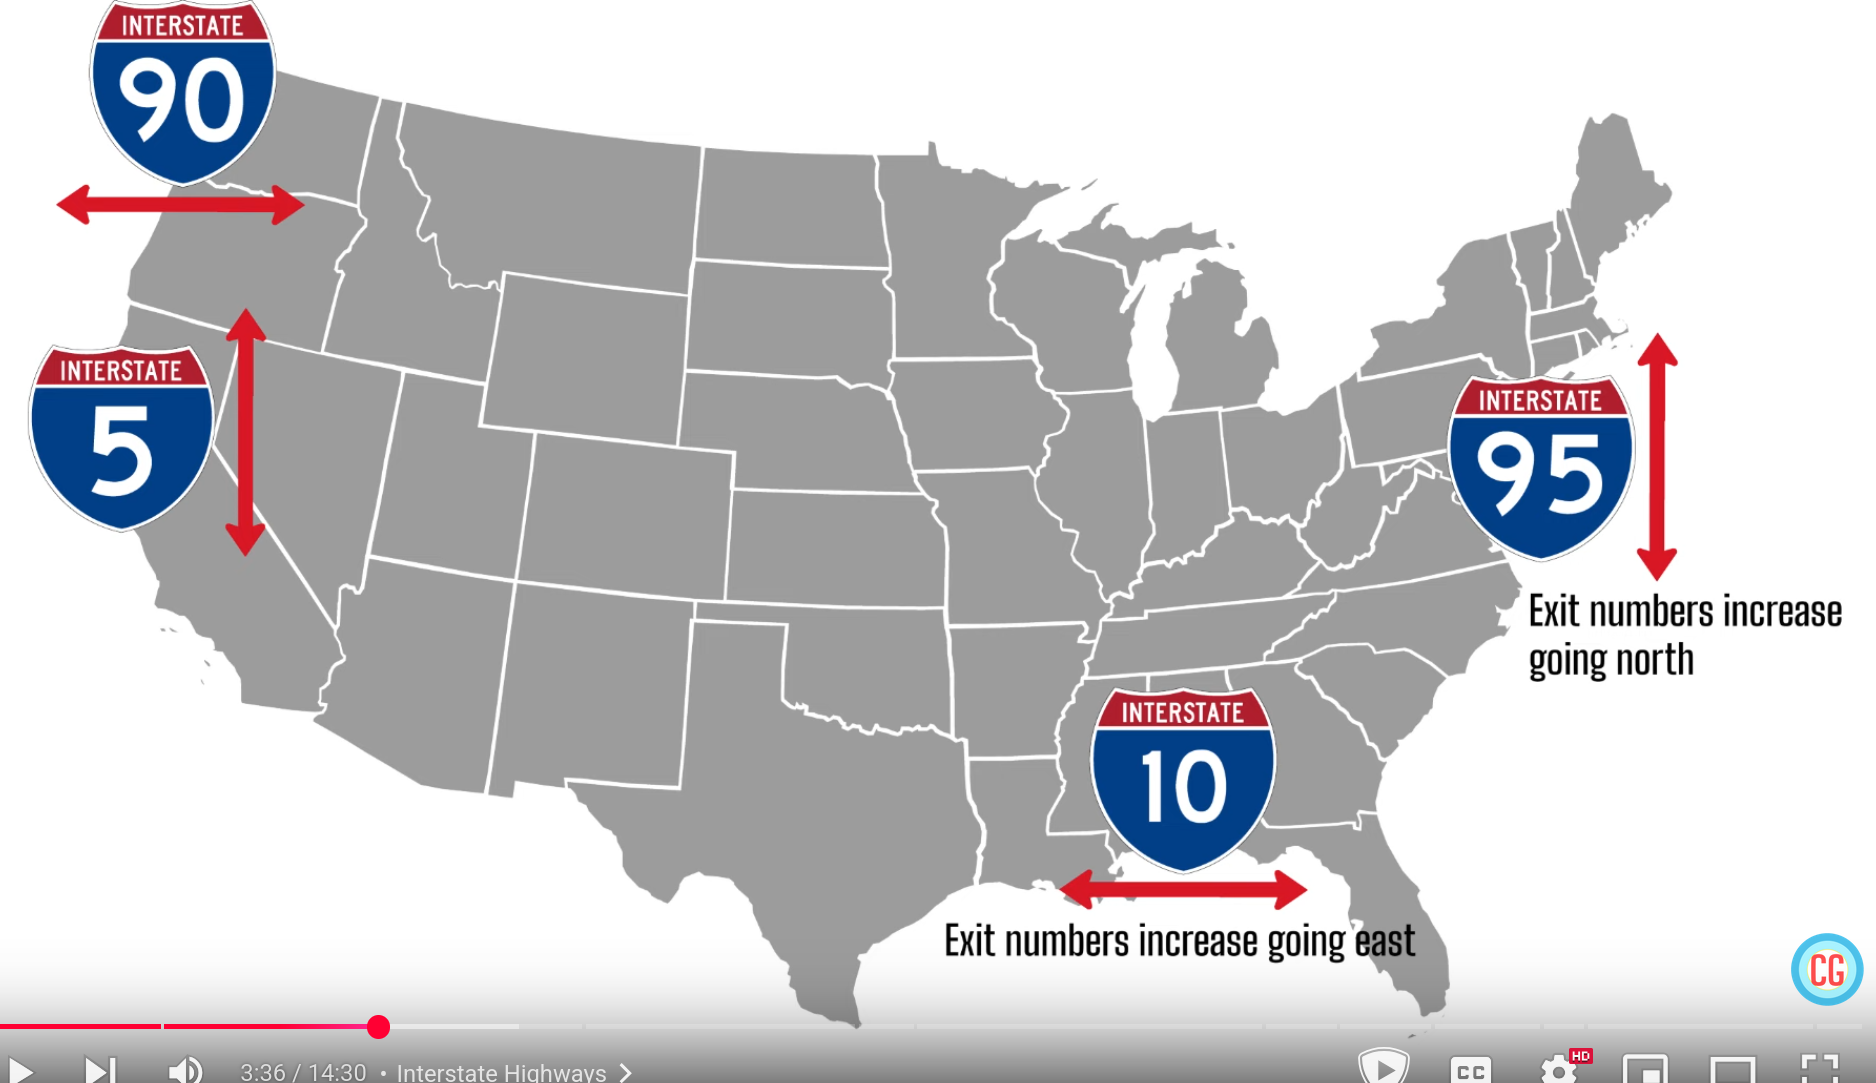 INTERSTATE
90
INTERSTATE
5
INTERSTATE
95
Exit numbers increase
going north
INTERSTATE
10
Exit numbers increase going east
CG
3:36 / 14:30 • Interstate Highways
CC
HD